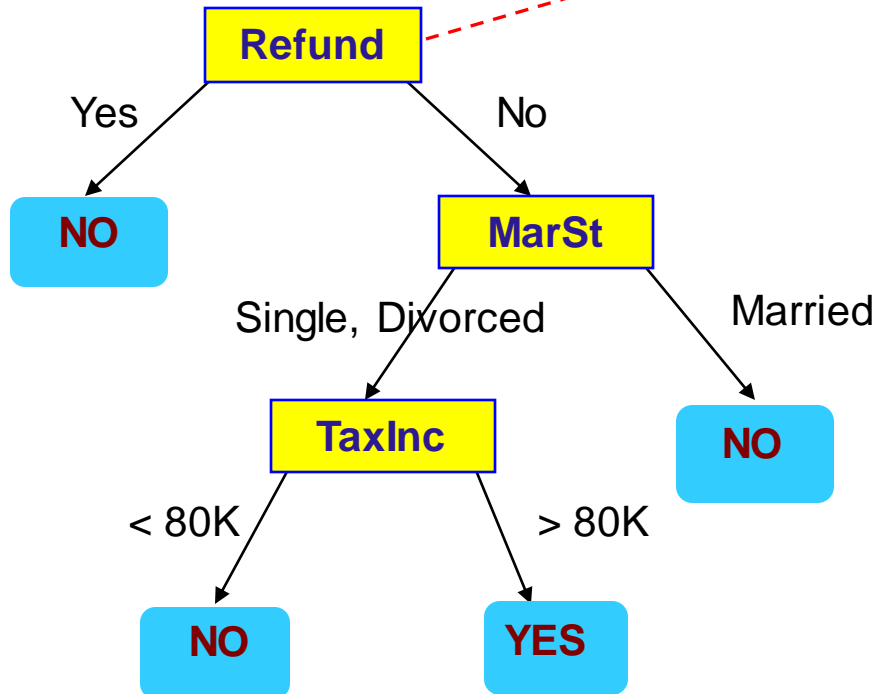 Refund
Yes
No
NO
MarSt
Single, Divorced
Married
TaxInc
NO
< 80K
> 80K
NO
YES